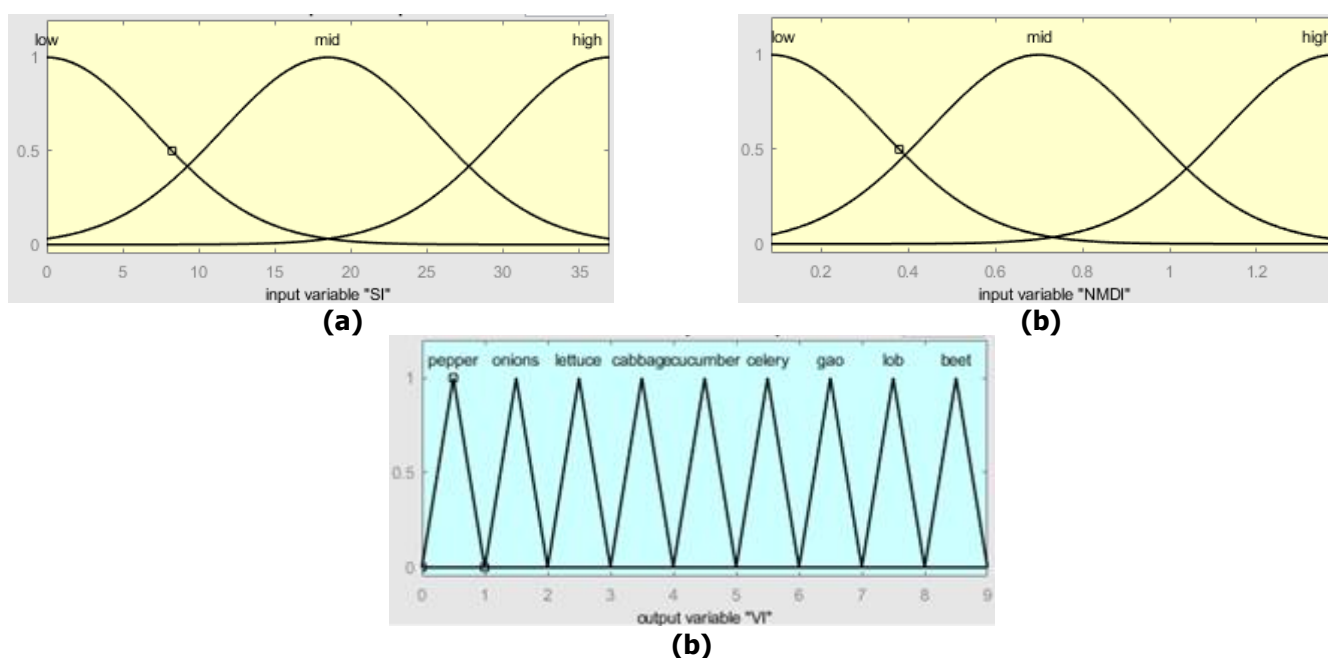 low mid high
1
0.5
0
0 5 10 15 20 25 30 35
input variable "SI"
(a)
low mid high
1
0.5
0
0.2 0.4 0.6 0.8 1 1.2
input variable "NMDI"
(b)
pepper onions lettuce cabbagecucumber celery gao lob beet
1
0.5
0
0 1 2 3 4 5 6 7 8 9
output variable "VI"
(b)